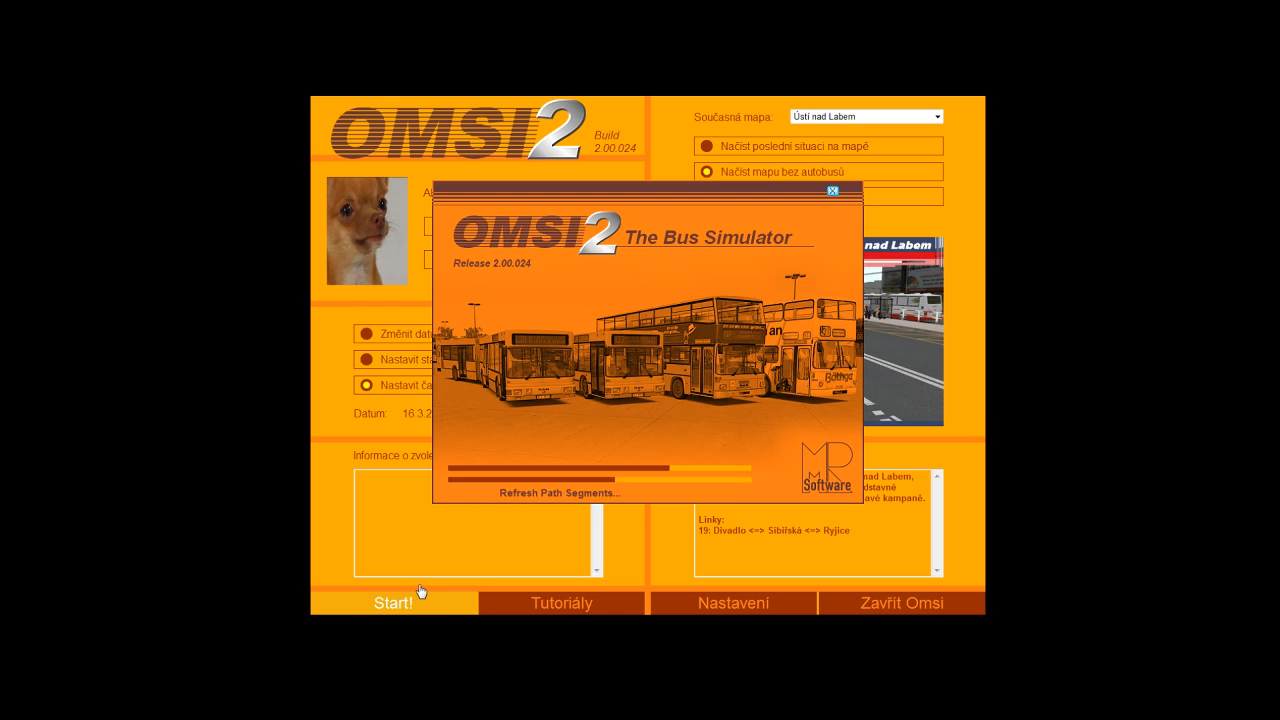 OMSI 2
Build
2.00.024
Současná mapa:
Ústí nad Labem
Načíst poslední situaci na mapě
Načíst mapu bez autobusů
OMSI 2 The Bus Simulator
Release 2.00.024
nad Labem
Změnit dat
Nastavit sta
Nastavit ča
Datum: 16.3.2
Informace o zvole
Refresh Path Segments...
MR
Software
nad Labem,
dstavné
avé kampaně.
Linky:
19: Divadlo <=> Sibiřská <=> Ryjice
Start!
Tutoriály
Nastavení
Zavřít Omsi